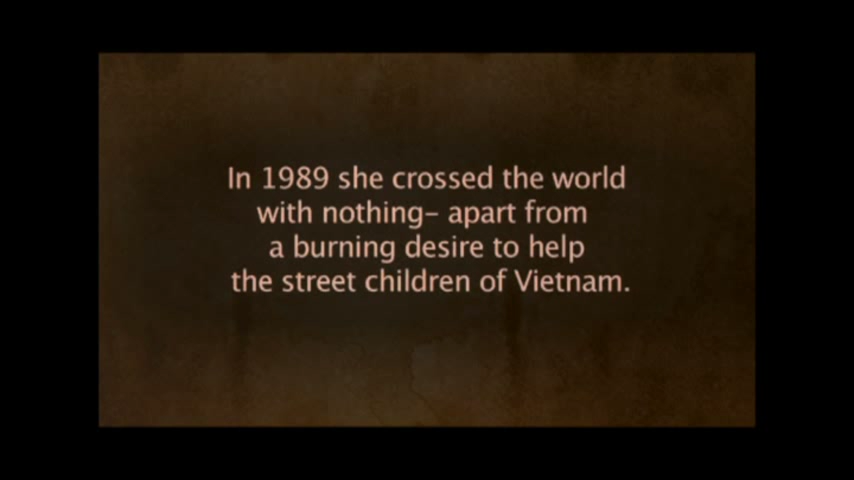 In 1989 she crossed the world
with nothing– apart from
a burning desire to help
the street children of Vietnam.